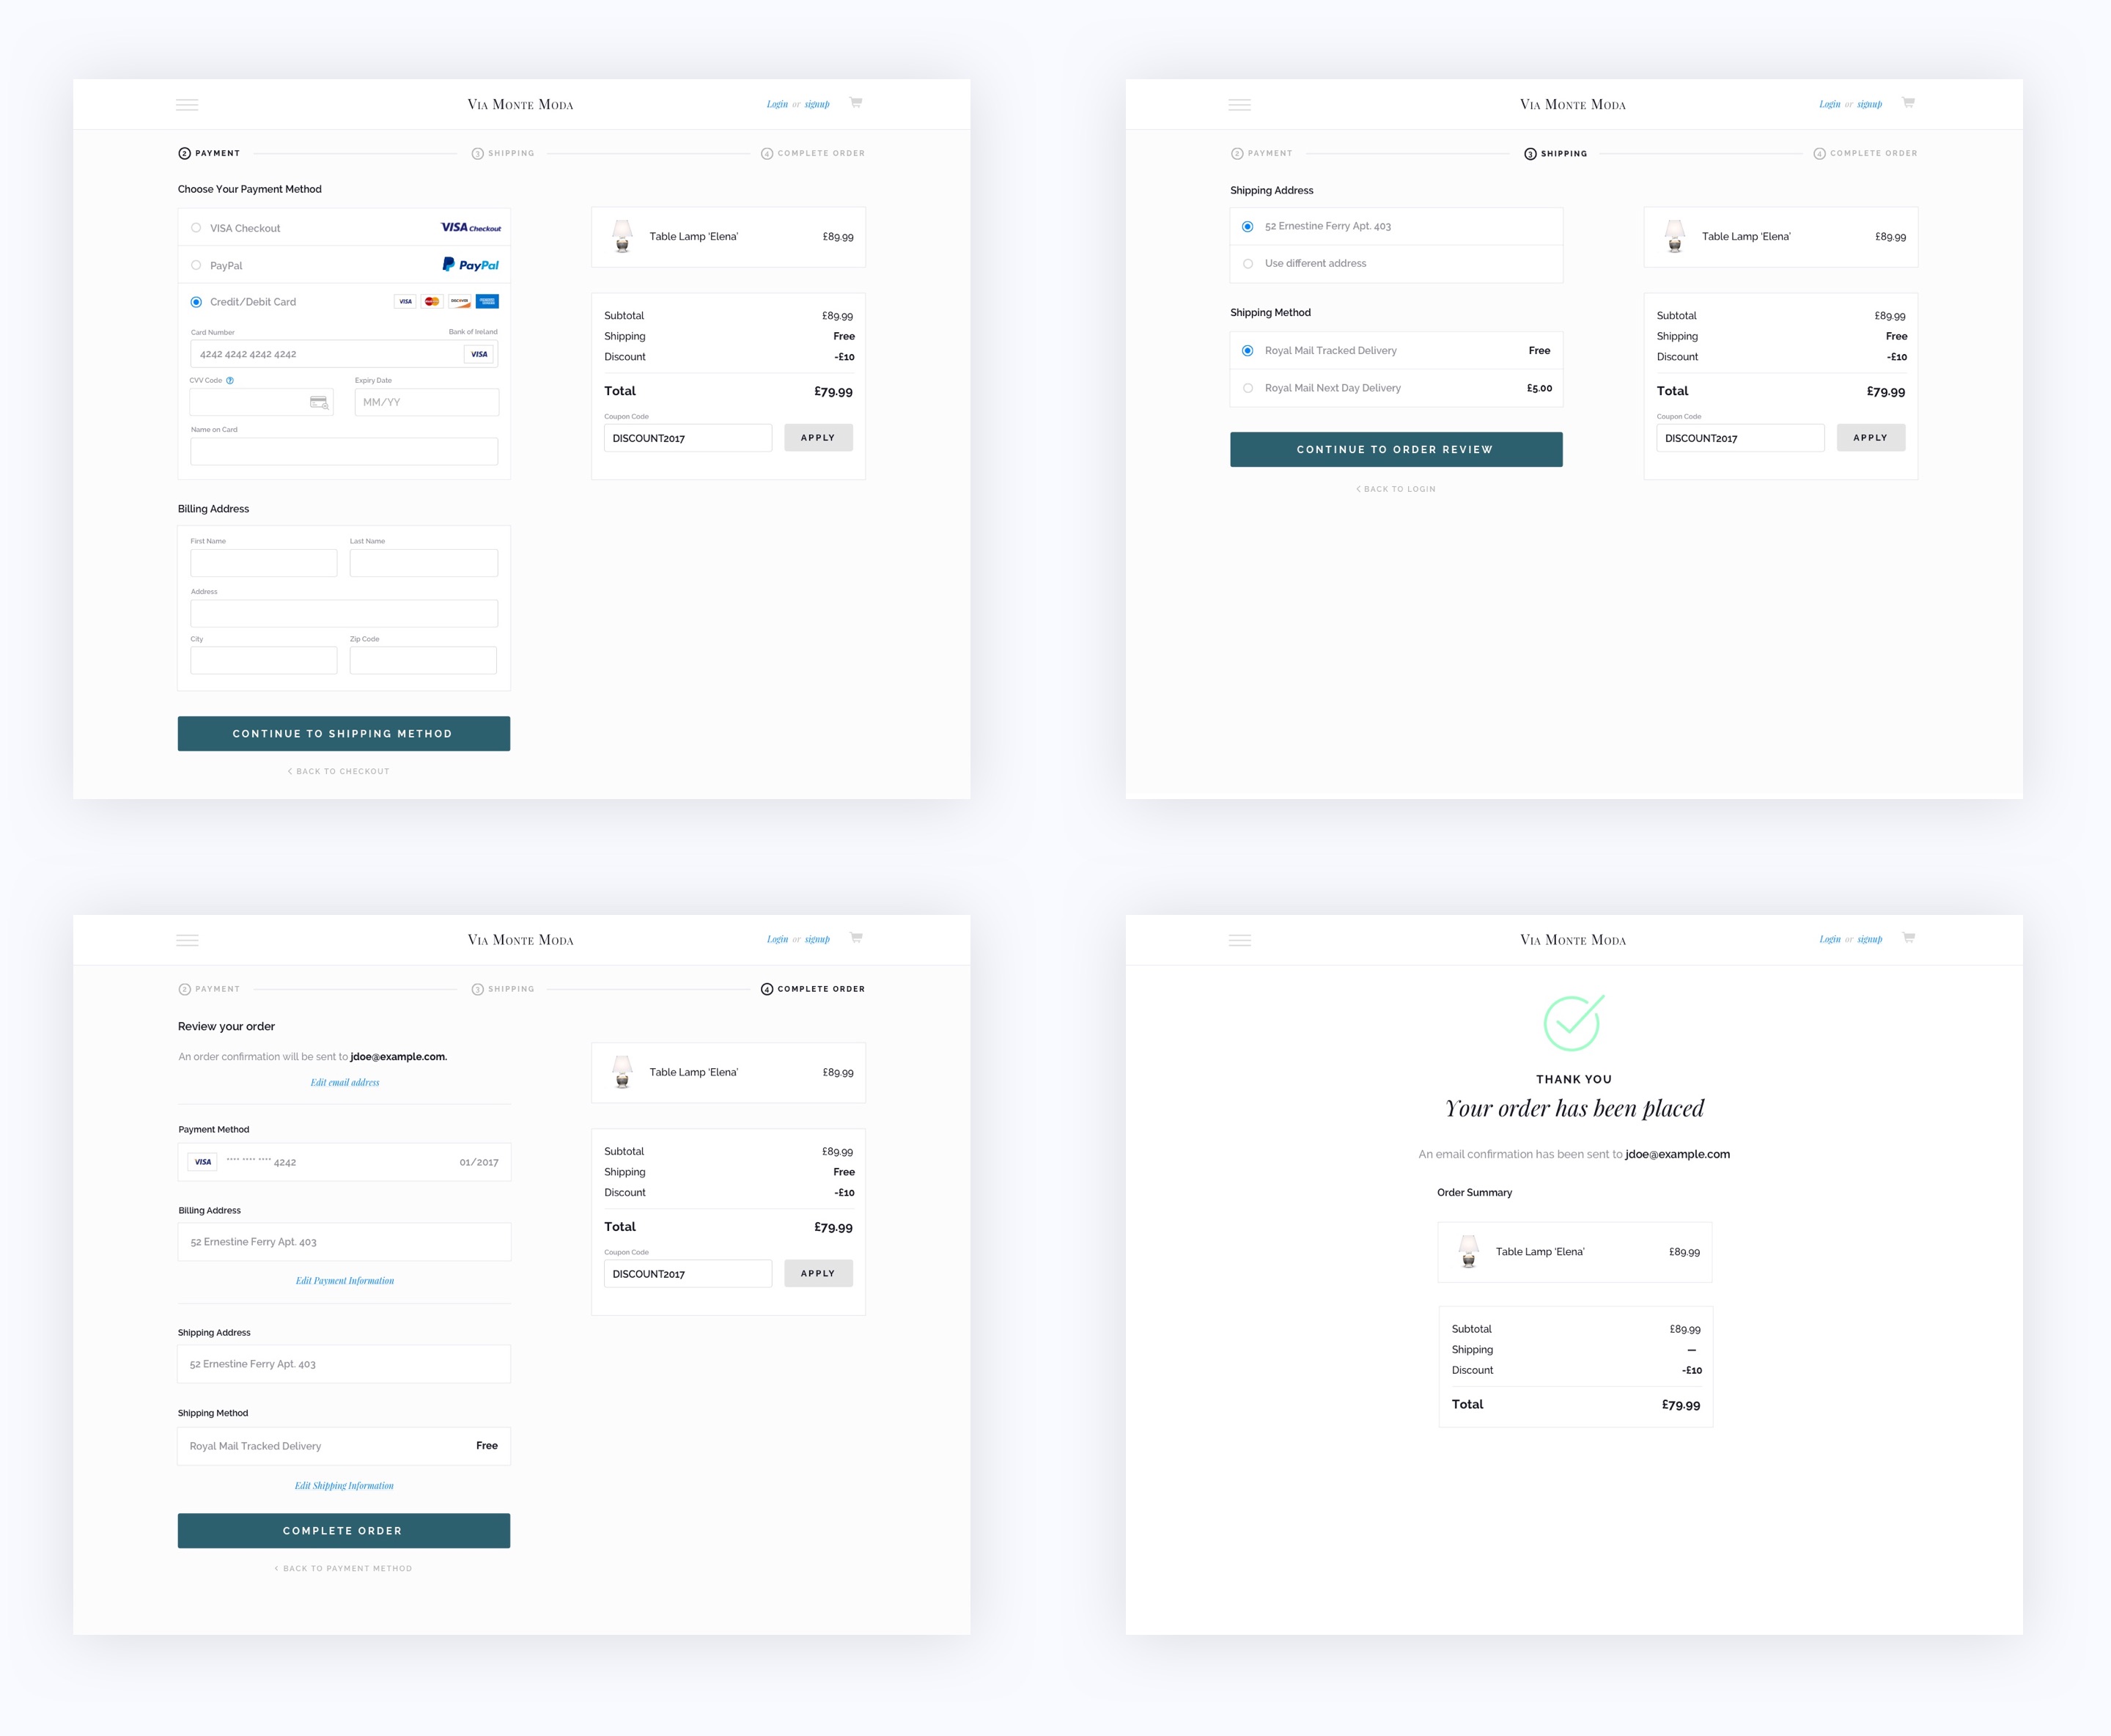 VIA MONTE MODA
Login or signup
2 PAYMENT
3 SHIPPING
4 COMPLETE ORDER
Choose Your Payment Method
VISA Checkout VISA Checkout
PayPal PayPal
Credit/Debit Card VISA MasterCard DISCOVER AMERICAN EXPRESS
Card Number Bank of Ireland
4242 4242 4242 4242 VISA
CVV Code ? Expiry Date
MM/YY
Name on Card
Billing Address
First Name Last Name
Address
City Zip Code
CONTINUE TO SHIPPING METHOD
< BACK TO CHECKOUT
Table Lamp ‘Elena’ £89.99
Subtotal £89.99
Shipping Free
Discount -£10
Total £79.99
Coupon Code
DISCOUNT2017 APPLY
VIA MONTE MODA
Login or signup
2 PAYMENT
3 SHIPPING
4 COMPLETE ORDER
Shipping Address
52 Ernestine Ferry Apt. 403
Use different address
Shipping Method
Royal Mail Tracked Delivery Free
Royal Mail Next Day Delivery £5.00
CONTINUE TO ORDER REVIEW
< BACK TO LOGIN
Table Lamp ‘Elena’ £89.99
Subtotal £89.99
Shipping Free
Discount -£10
Total £79.99
Coupon Code
DISCOUNT2017 APPLY
VIA MONTE MODA
Login or signup
2 PAYMENT
3 SHIPPING
4 COMPLETE ORDER
Review your order
An order confirmation will be sent to jdoe@example.com.
Edit email address
Payment Method
VISA **** **** **** 4242 01/2017
Billing Address
52 Ernestine Ferry Apt. 403
Edit Payment Information
Shipping Address
52 Ernestine Ferry Apt. 403
Shipping Method
Royal Mail Tracked Delivery Free
Edit Shipping Information
COMPLETE ORDER
< BACK TO PAYMENT METHOD
Table Lamp ‘Elena’ £89.99
Subtotal £89.99
Shipping Free
Discount -£10
Total £79.99
Coupon Code
DISCOUNT2017 APPLY
VIA MONTE MODA
Login or signup
THANK YOU
Your order has been placed
An email confirmation has been sent to jdoe@example.com
Order Summary
Table Lamp ‘Elena’ £89.99
Subtotal £89.99
Shipping —
Discount -£10
Total £79.99